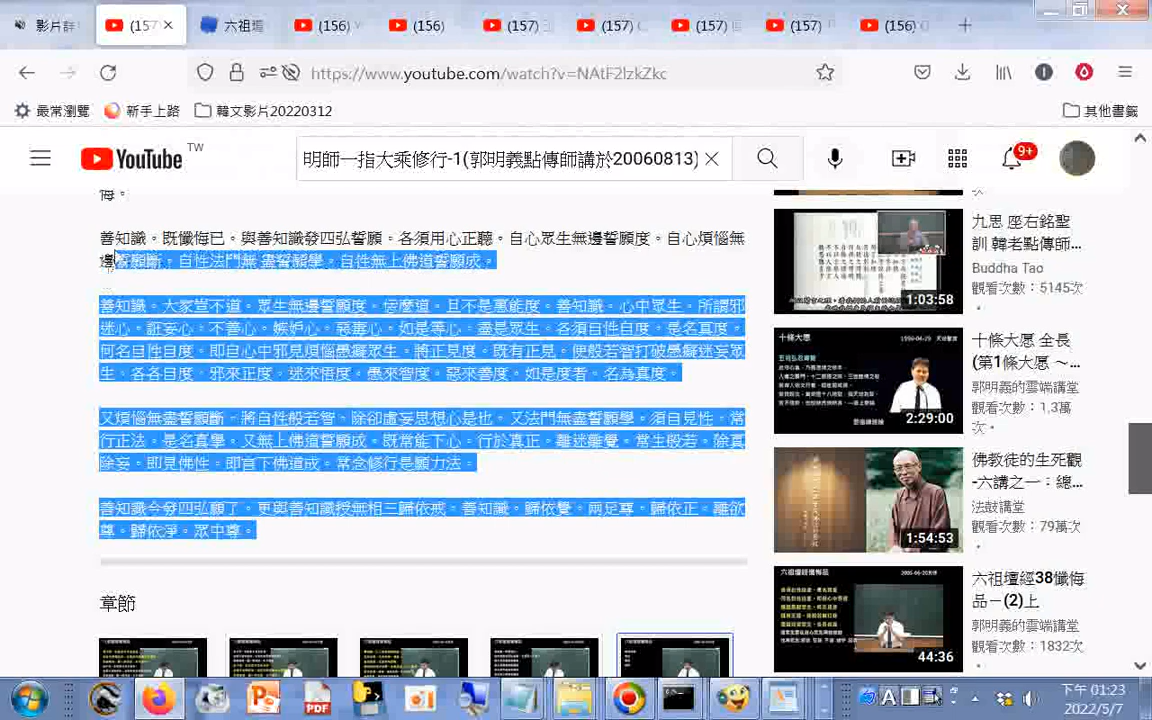 影片群
(157
六祖壇
(156)
(156)
(157)
(157)
(157)
(157)
(156)
https://www.youtube.com/watch?v=NAtF2lzkZkc
最常瀏覽
新手上路
韓文影片20220312
其他書籤
YouTube TW
明師一指大乘修行-1(郭明義點傳師講於20060813)
9+
悔。
善知識。既懺悔已。與善知識發四弘誓願。各須用心正聽。自心眾生無邊誓願度。自心煩惱無
邊誓願斷。自性法門無盡誓願學。自性無上佛道誓願成。
善知識。大家豈不道。眾生無邊誓願度。恁麼道。且不是惠能度。善知識。心中眾生。所謂邪
迷心。誑妄心。不善心。嫉妒心。惡毒心。如是等心。盡是眾生。各須自性自度。是名真度。
何名自性自度。即自心中邪見煩惱愚癡眾生。將正見度。既有正見。使般若智打破愚癡迷妄眾
生。各各自度。邪來正度。迷來悟度。愚來智度。惡來善度。如是度者。名為真度。
又煩惱無盡誓願斷。將自性般若智。除卻虛妄思想心是也。又法門無盡誓願學。須自見性。常
行正法。是名真學。又無上佛道誓願成。既常能下心。行於真正。離迷離覺。常生般若。除真
除妄。即見佛性。即言下佛道成。常念修行是願力法。
善知識今發四弘願了。更與善知識授無相三歸依戒。善知識。歸依覺。兩足尊。歸依正。離欲
尊。歸依淨。眾中尊。
章節
1:03:58
九思 座右銘聖
訓 韓老點傳師...
Buddha Tao
觀看次數：5145次
十條大愿
2:29:00
十條大愿 全長
(第1條大愿 ～...
郭明義的雲端講堂
觀看次數：1.3萬
次
1:54:53
佛教徒的生死觀
-六講之一：總...
法鼓講堂
觀看次數：79萬次
六祖壇經懺悔品
44:36
六祖壇經38懺悔
品－(2)上
郭明義的雲端講堂
觀看次數：1832次
PDF
下午 01:23
2022/5/7